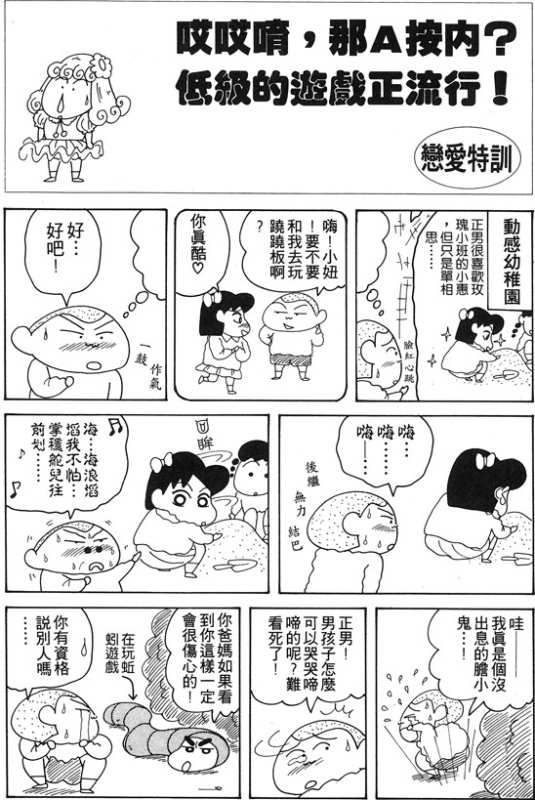 哎哎唷，那A按內？
低級的遊戲正流行！
戀愛特訓
動感幼稚園
正男很喜歡玫
瑰小班的小惠
，但只是單相
思……
臉紅心跳
嗨！小妞
！要不要
和我去玩
蹺蹺板啊
？
你真酷♡
好…
好吧！
一鼓作氣
嗨……
嗨……
嗨…
後繼無力
結巴
眸
海…海浪滔
滔我不怕…
掌穩舵兒往
前划……
哇——
我真是個沒
出息的膽小
鬼…！
正男！
男孩子怎麼
可以哭哭啼
啼的呢？難
看死了！
你爸媽如果看
到你這樣一定
會很傷心的！
在玩蚯
蚓遊戲
你有資格
說別人嗎
……